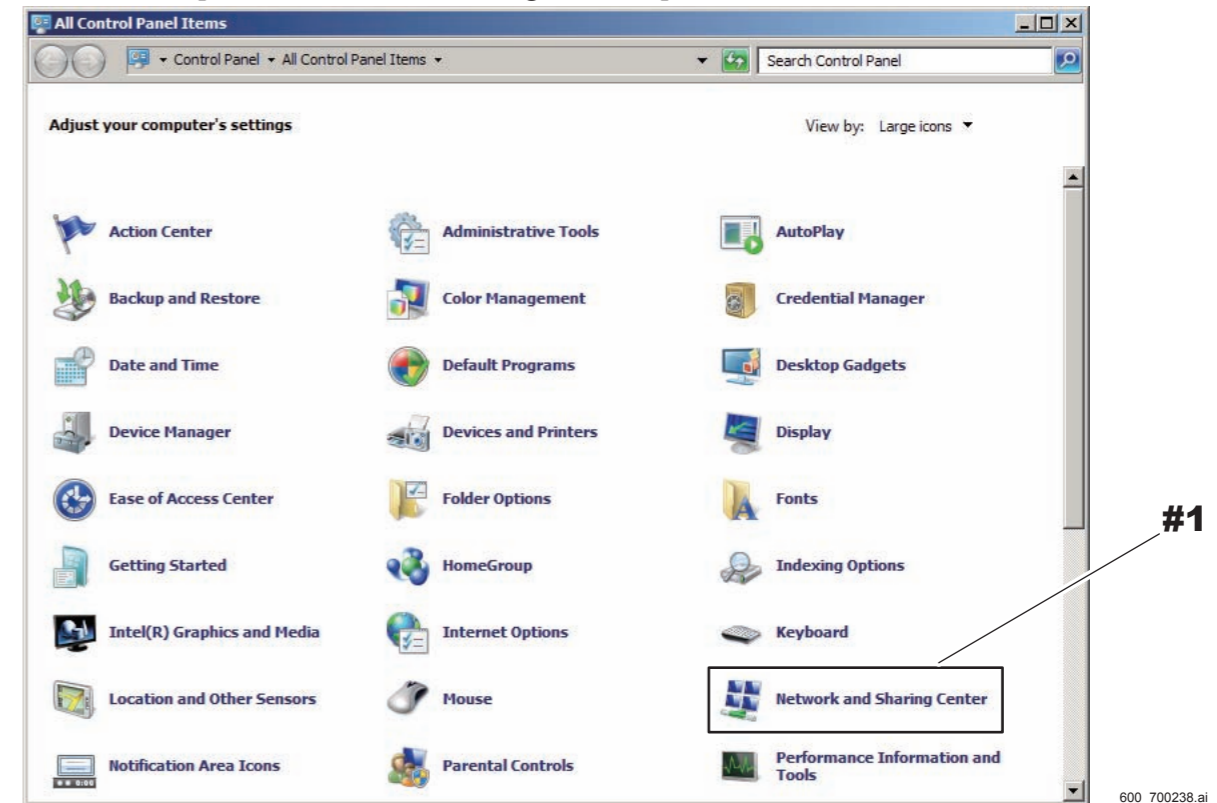 All Control Panel Items
Control Panel All Control Panel Items
Search Control Panel
Adjust your computer's settings
View by: Large icons
Action Center
Administrative Tools
AutoPlay
Backup and Restore
Color Management
Credential Manager
Date and Time
Default Programs
Desktop Gadgets
Device Manager
Devices and Printers
Display
Ease of Access Center
Folder Options
Fonts
#1
Getting Started
HomeGroup
Indexing Options
Intel(R) Graphics and Media
Internet Options
Keyboard
Location and Other Sensors
Mouse
Network and Sharing Center
Notification Area Icons
Parental Controls
Performance Information and
Tools
600_700238.ai